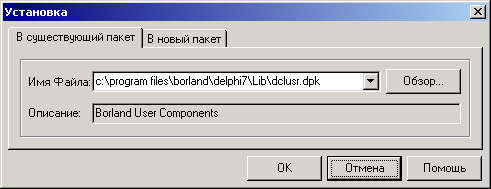 Установка
В существующий пакет В новый пакет
Имя Файла: c:\program files\borland\delphi7\Lib\dclusr.dpk Обзор...
Описание: Borland User Components
OK Отмена Помощь